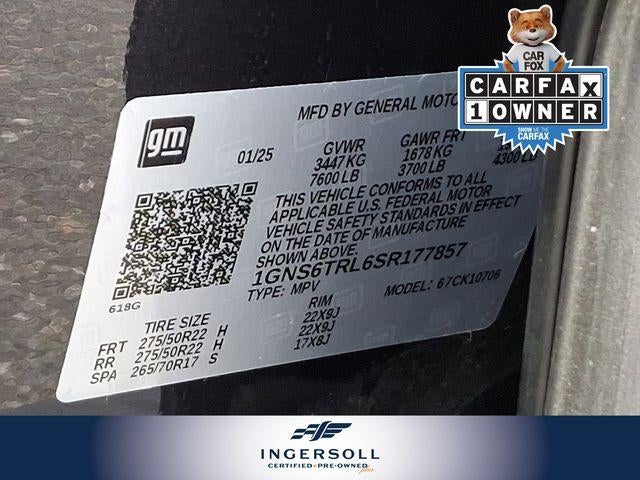 CAR
FOX
CARFAX
1 OWNER
SHOW ME THE
CARFAX
gm
MFD BY GENERAL MOTO
01/25
GVWR
GAWR FRT
3447 KG
1678 KG
7600 LB
3700 LB
4300 LB
THIS VEHICLE CONFORMS TO ALL
APPLICABLE U.S. FEDERAL MOTOR
VEHICLE SAFETY STANDARDS IN EFFECT
ON THE DATE OF MANUFACTURE
SHOWN ABOVE.
1GNS6TRL6SR177857
TYPE: MPV
MODEL: 67CK10706
618G
TIRE SIZE
RIM
FRT 275/50R22 H 22X9J
RR 275/50R22 H 22X9J
SPA 265/70R17 S 17X8J
INGERSOLL
CERTIFIED•PRE-OWNED plus